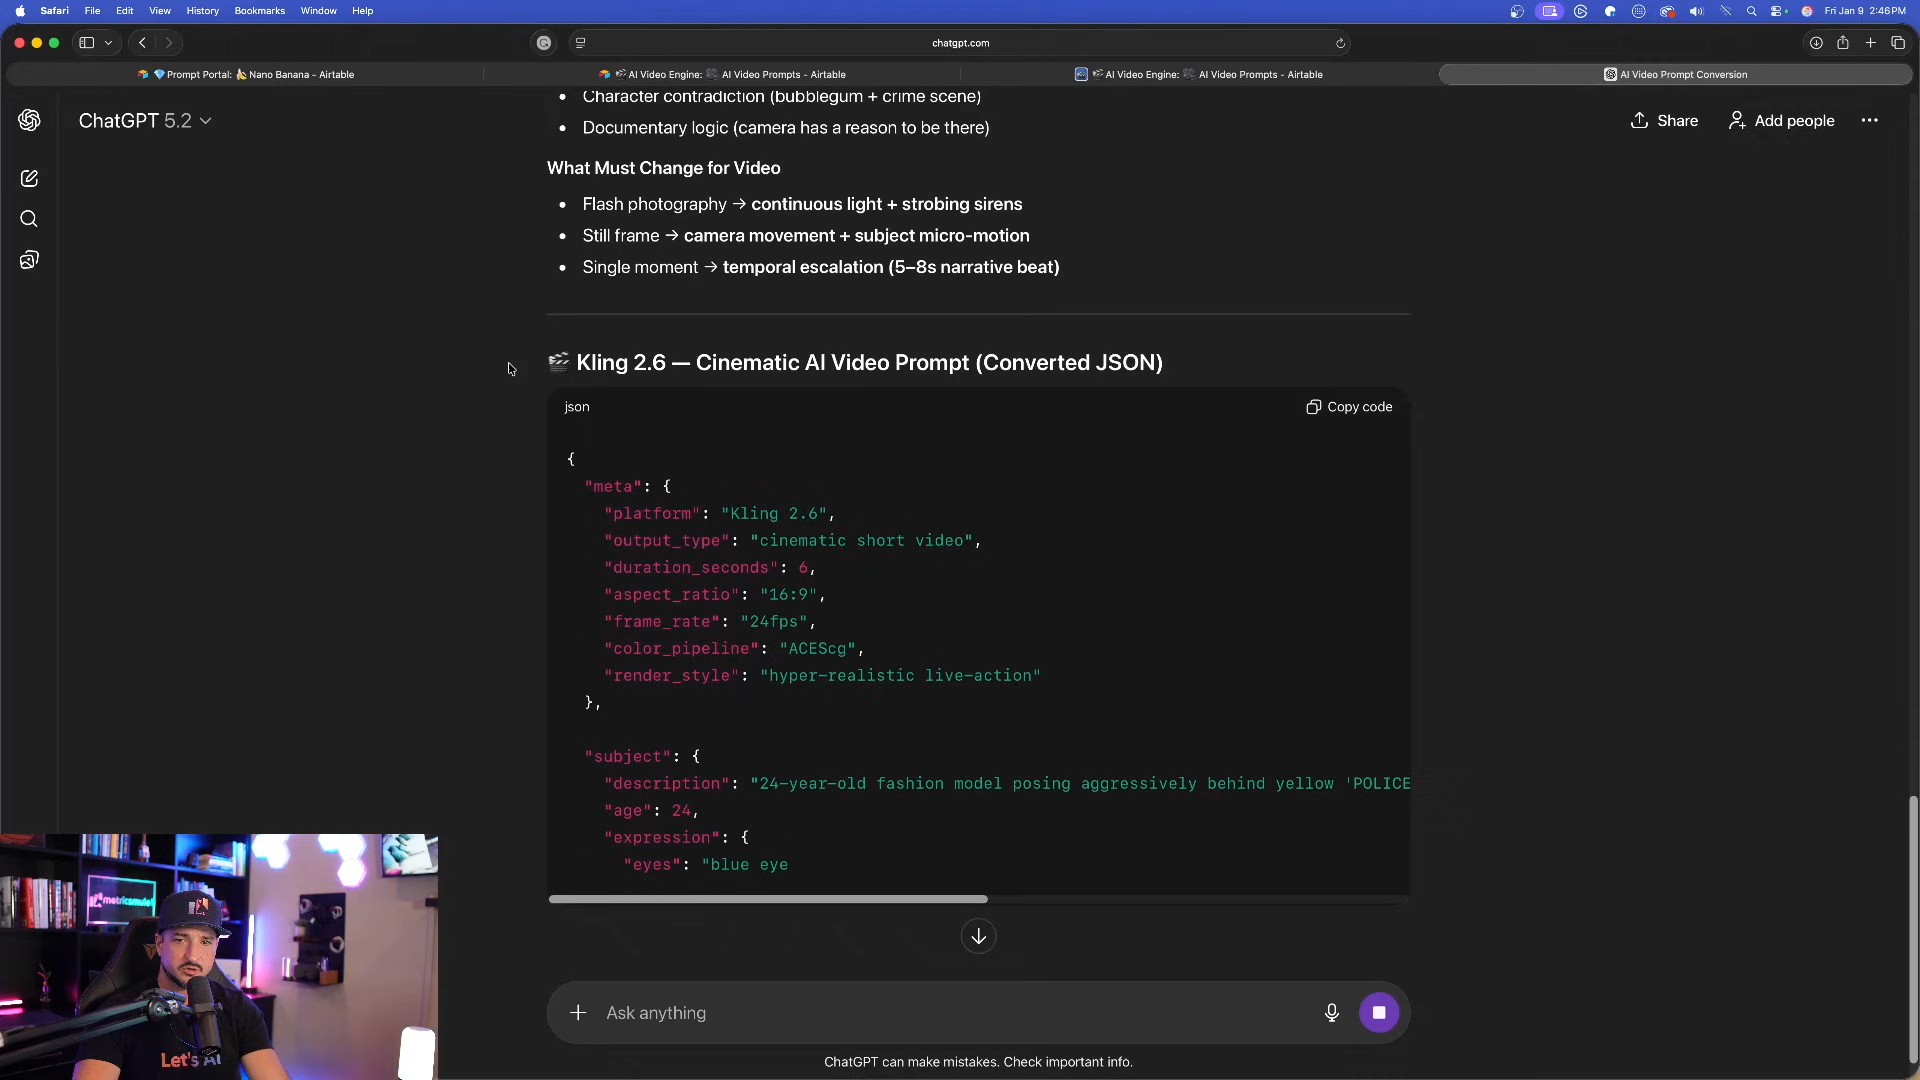 Safari File Edit View History Bookmarks Window Help Fri Jan 9 2:46 PM
chatgpt.com
💎Prompt Portal: 🍌Nano Banana - Airtable
🎬AI Video Engine: 🎥 AI Video Prompts - Airtable
🎬AI Video Engine: 🎥 AI Video Prompts - Airtable
AI Video Prompt Conversion
ChatGPT 5.2
Share
Add people
• Character contradiction (bubblegum + crime scene)
• Documentary logic (camera has a reason to be there)
What Must Change for Video
• Flash photography → continuous light + strobing sirens
• Still frame → camera movement + subject micro-motion
• Single moment → temporal escalation (5–8s narrative beat)
🎬 Kling 2.6 — Cinematic AI Video Prompt (Converted JSON)
json
Copy code
{
"meta": {
"platform": "Kling 2.6",
"output_type": "cinematic short video",
"duration_seconds": 6,
"aspect_ratio": "16:9",
"frame_rate": "24fps",
"color_pipeline": "ACEScg",
"render_style": "hyper-realistic live-action"
},
"subject": {
"description": "24-year-old fashion model posing aggressively behind yellow 'POLICE
"age": 24,
"expression": {
"eyes": "blue eye
Ask anything
ChatGPT can make mistakes. Check important info.
Let's AI